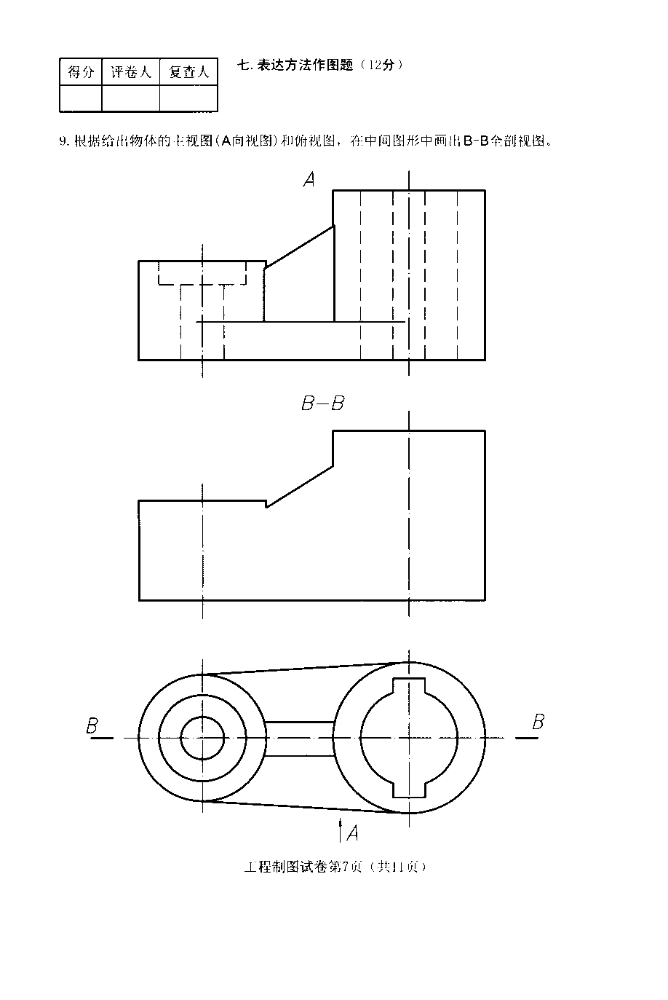 得分 评卷人 复查人
七.表达方法作图题(12分)
9.根据给出物体的主视图(A向视图)和俯视图，在中间图形中画出B-B全剖视图。
A
B-B
B B
A
工程制图试卷第7页(共11页)